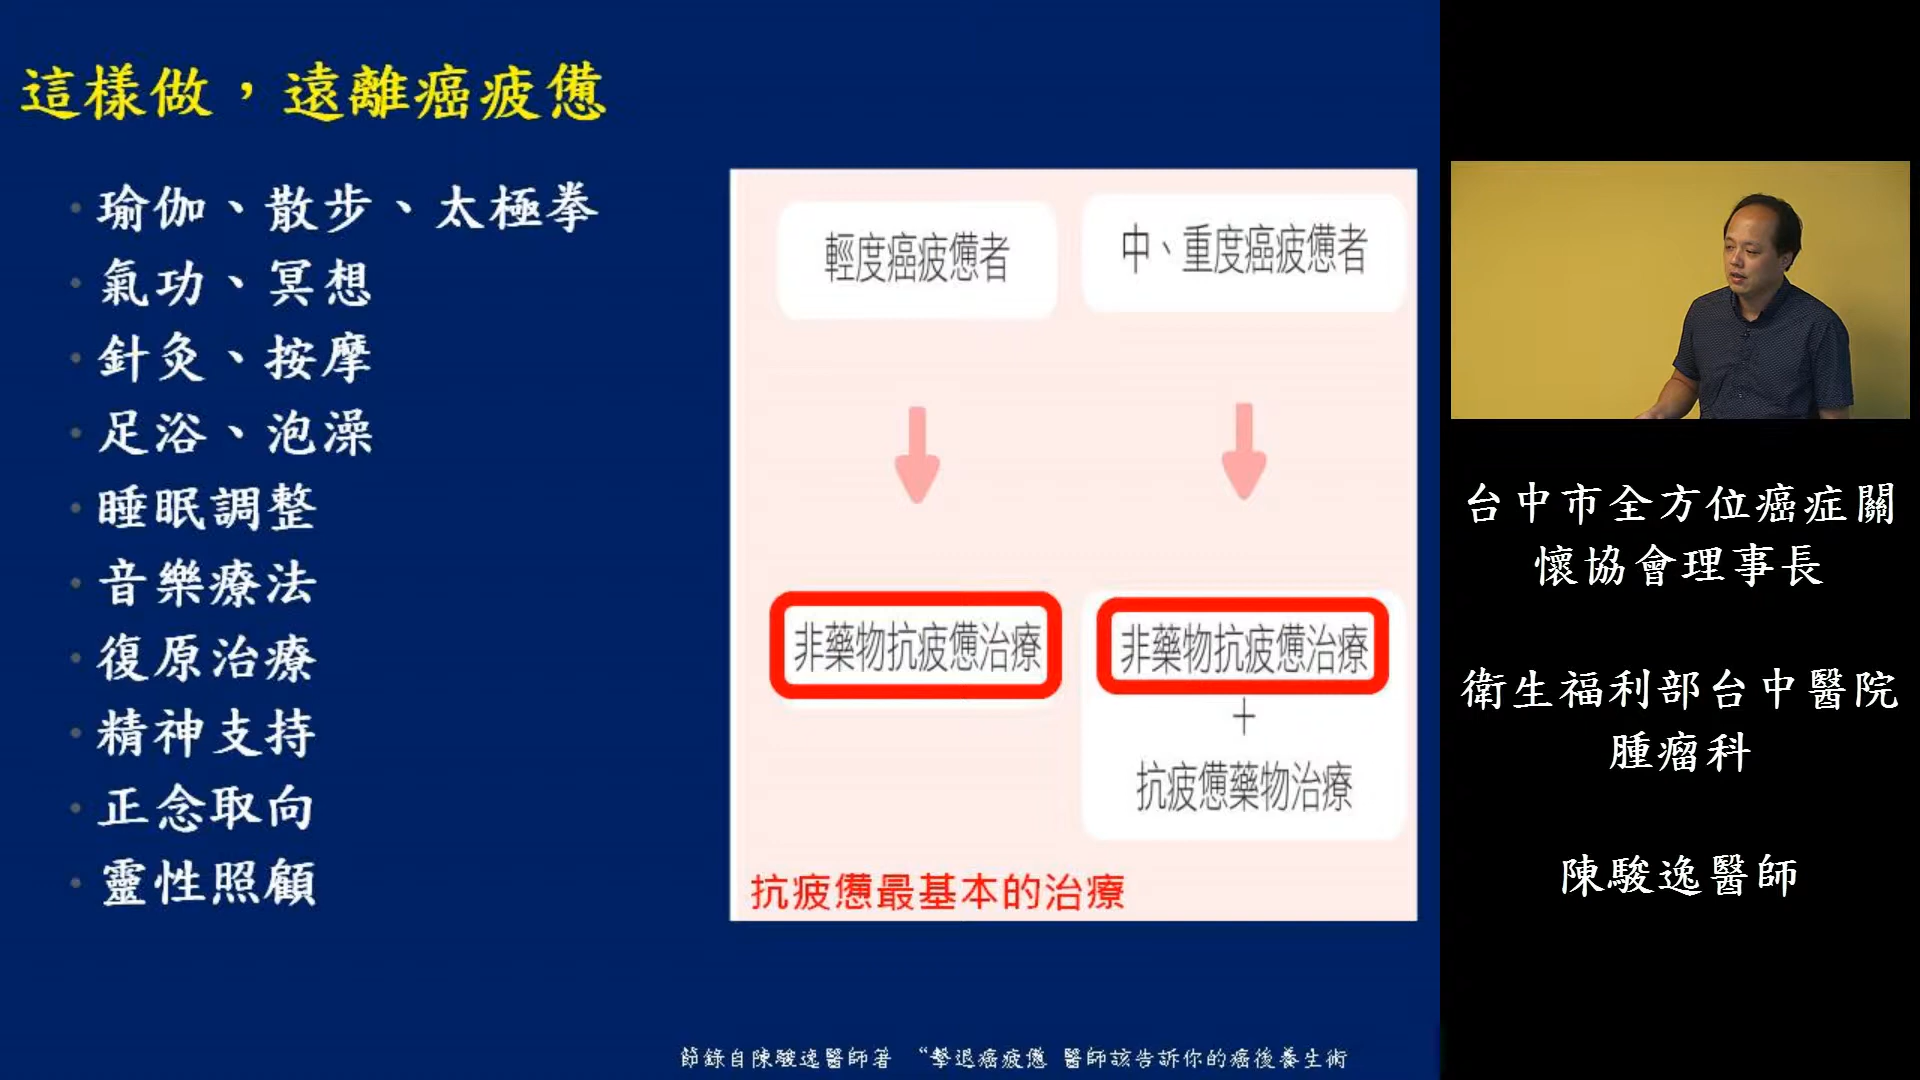 這樣做，遠離癌疲憊
瑜伽、散步、太極拳
氣功、冥想
針灸、按摩
足浴、泡澡
睡眠調整
音樂療法
復原治療
精神支持
正念取向
靈性照顧
輕度癌疲憊者
中、重度癌疲憊者
非藥物抗疲憊治療
非藥物抗疲憊治療
+
抗疲憊藥物治療
抗疲憊最基本的治療
節錄自陳駿逸醫師著 “擊退癌疲憊 醫師該告訴你的癌後養生術
台中市全方位癌症關
懷協會理事長
衛生福利部台中醫院
腫瘤科
陳駿逸醫師